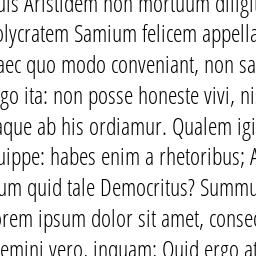 uis Aristidem non mortuum diligi
olycratem Samium felicem appella
aec quo modo conveniant, non sa
go ita: non posse honeste vivi, ni
aque ab his ordiamur. Qualem igi
uippe: habes enim a rhetoribus; A
um quid tale Democritus? Summu
orem ipsum dolor sit amet, consec
emini vero, inquam; Quid ergo at